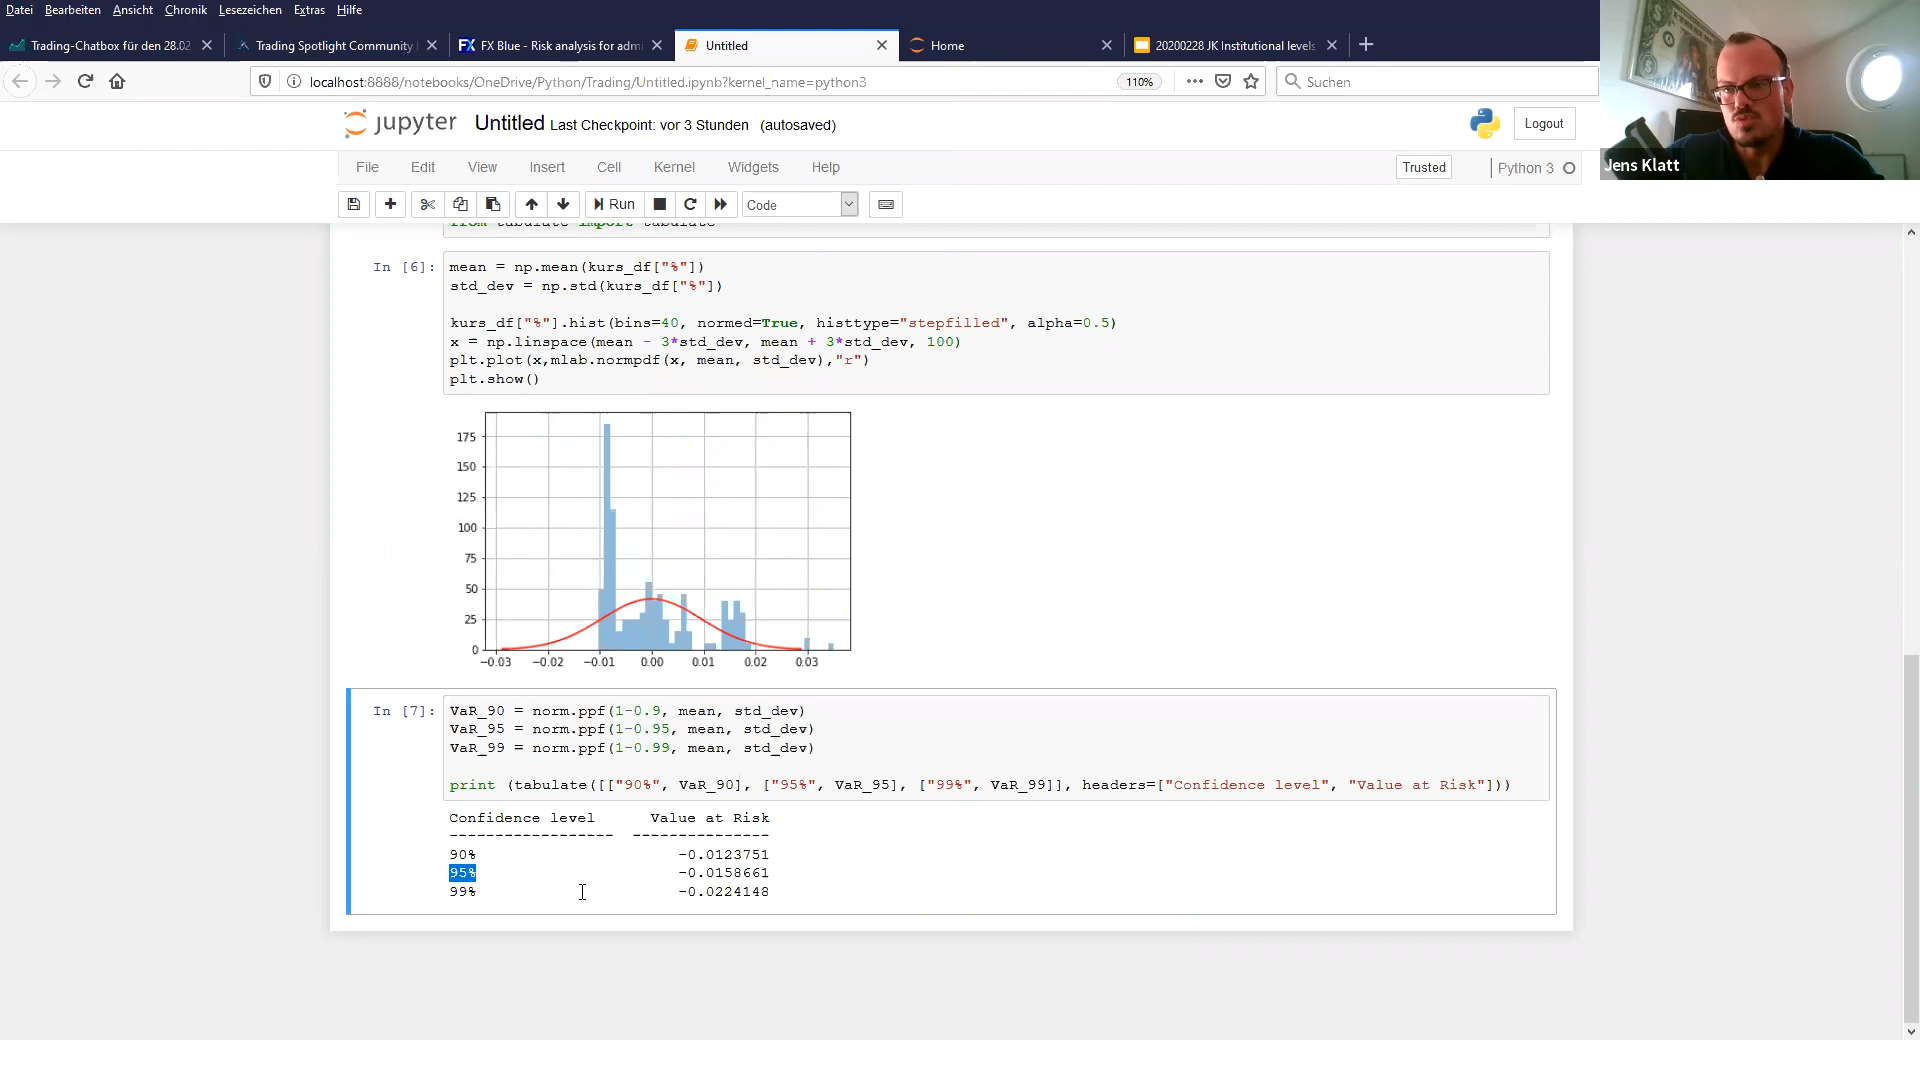 Datei Bearbeiten Ansicht Chronik Lesezeichen Extras Hilfe
Trading-Chatbox für den 28.02 Trading Spotlight Community FX Blue - Risk analysis for adm Untitled Home 20200228 JK Institutional levels
localhost:8888/notebooks/OneDrive/Python/Trading/Untitled.ipynb?kernel_name=python3 110% Suchen
jupyter Untitled Last Checkpoint: vor 3 Stunden (autosaved) Logout
Jens Klatt
File Edit View Insert Cell Kernel Widgets Help Trusted Python 3
Run Code
from tabulate import tabulate
In [6]: mean = np.mean(kurs_df["%"])
std_dev = np.std(kurs_df["%"])
kurs_df["%"].hist(bins=40, normed=True, histtype="stepfilled", alpha=0.5)
x = np.linspace(mean - 3*std_dev, mean + 3*std_dev, 100)
plt.plot(x,mlab.normpdf(x, mean, std_dev),"r")
plt.show()
175
150
125
100
75
50
25
0
−0.03 −0.02 −0.01 0.00 0.01 0.02 0.03
In [7]: VaR_90 = norm.ppf(1-0.9, mean, std_dev)
VaR_95 = norm.ppf(1-0.95, mean, std_dev)
VaR_99 = norm.ppf(1-0.99, mean, std_dev)
print (tabulate([["90%", VaR_90], ["95%", VaR_95], ["99%", VaR_99]], headers=["Confidence level", "Value at Risk"]))
Confidence level Value at Risk
------------------ ---------------
90% -0.0123751
95% -0.0158661
99% -0.0224148